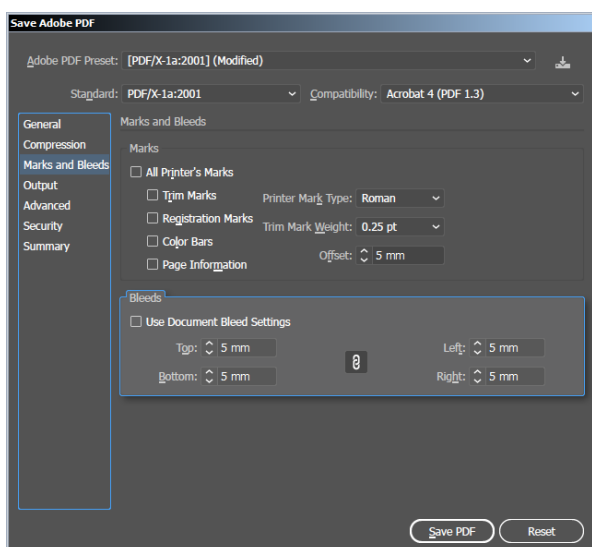 Save Adobe PDF
Adobe PDF Preset: [PDF/X-1a:2001] (Modified)
Standard: PDF/X-1a:2001 Compatibility: Acrobat 4 (PDF 1.3)
General
Compression
Marks and Bleeds
Output
Advanced
Security
Summary
Marks and Bleeds
Marks
All Printer's Marks
Trim Marks
Registration Marks
Color Bars
Page Information
Printer Mark Type: Roman
Trim Mark Weight: 0.25 pt
Offset: 5 mm
Bleeds
Use Document Bleed Settings
Top: 5 mm Left: 5 mm
Bottom: 5 mm Right: 5 mm
Save PDF Reset